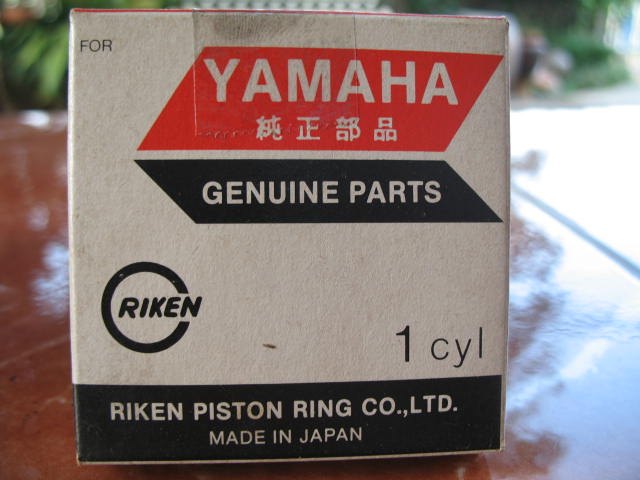 FOR
YAMAHA
純正部品
GENUINE PARTS
RIKEN
1 cyl
RIKEN PISTON RING CO.,LTD.
MADE IN JAPAN